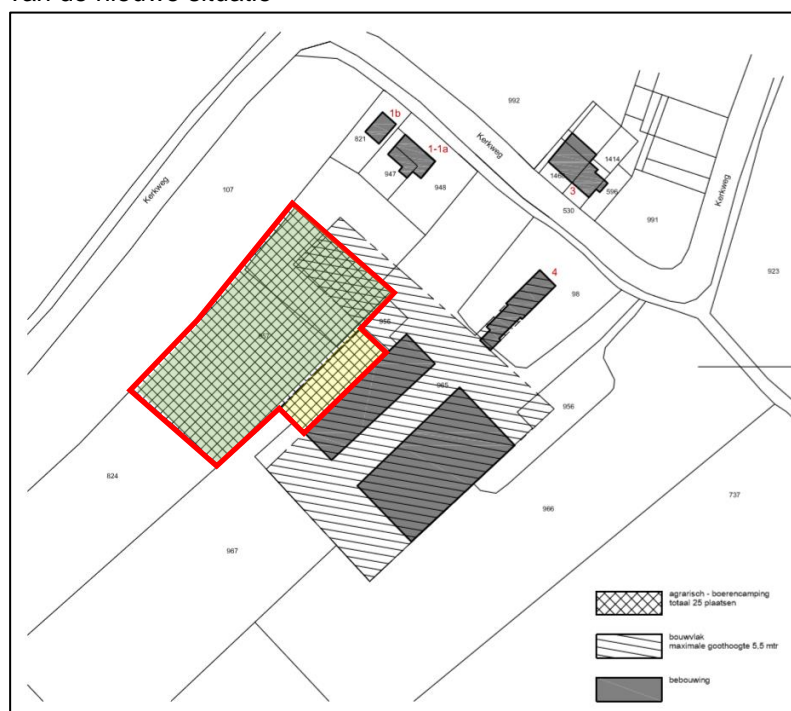 van de nieuwe situatie
992
1b
821
1-1a
Kerkweg
1414
947
948
3
596
530
991
Kerkweg
Kerkweg
107
923
4
98
956
965
956
824
966
737
967
agrarisch - boerencamping
totaal 25 plaatsen
bouwvlak
maximale goothoogte 5,5 mtr
bebouwing